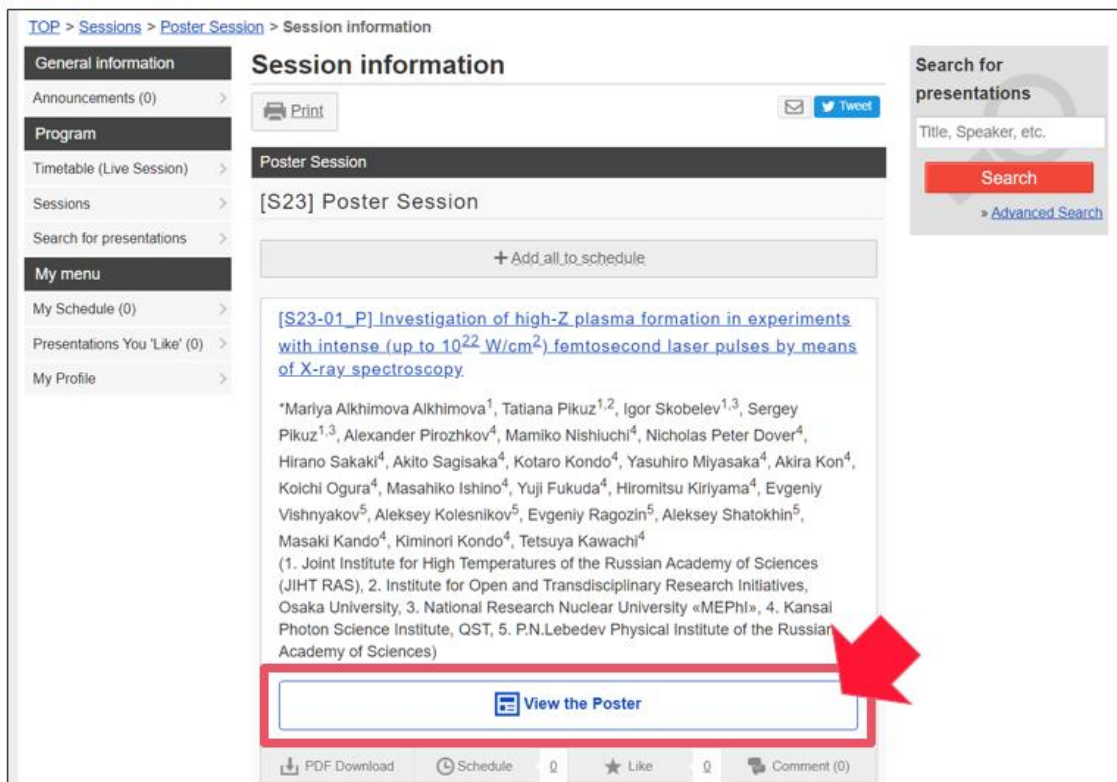 TOP > Sessions > Poster Session > Session information
General information
Announcements (0)
Program
Timetable (Live Session)
Sessions
Search for presentations
My menu
My Schedule (0)
Presentations You 'Like' (0)
My Profile
Session information
Print
Tweet
Poster Session
[S23] Poster Session
+ Add all to schedule
[S23-01_P] Investigation of high-Z plasma formation in experiments
with intense (up to 10²² W/cm²) femtosecond laser pulses by means
of X-ray spectroscopy
*Mariya Alkhimova Alkhimova¹, Tatiana Pikuz¹,², Igor Skobelev¹,³, Sergey
Pikuz¹,³, Alexander Pirozhkov⁴, Mamiko Nishiuchi⁴, Nicholas Peter Dover⁴,
Hirano Sakaki⁴, Akito Sagisaka⁴, Kotaro Kondo⁴, Yasuhiro Miyasaka⁴, Akira Kon⁴,
Koichi Ogura⁴, Masahiko Ishino⁴, Yuji Fukuda⁴, Hiromitsu Kiriyama⁴, Evgeniy
Vishnyakov⁵, Aleksey Kolesnikov⁵, Evgeniy Ragozin⁵, Aleksey Shatokhin⁵,
Masaki Kando⁴, Kiminori Kondo⁴, Tetsuya Kawachi⁴
(1. Joint Institute for High Temperatures of the Russian Academy of Sciences
(JIHT RAS), 2. Institute for Open and Transdisciplinary Research Initiatives,
Osaka University, 3. National Research Nuclear University «MEPhI», 4. Kansai
Photon Science Institute, QST, 5. P.N.Lebedev Physical Institute of the Russian
Academy of Sciences)
View the Poster
PDF Download Schedule 0 Like 0 Comment (0)
Search for
presentations
Title, Speaker, etc.
Search
» Advanced Search